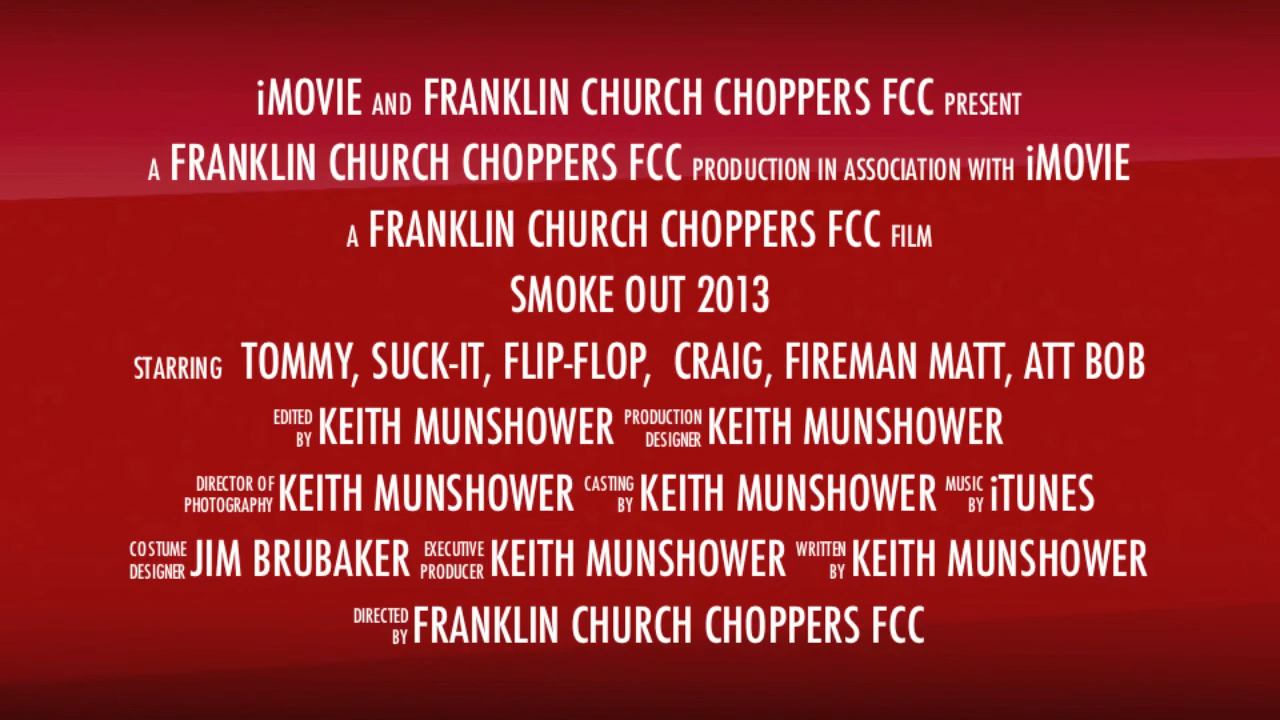 iMOVIE AND FRANKLIN CHURCH CHOPPERS FCC PRESENT
A FRANKLIN CHURCH CHOPPERS FCC PRODUCTION IN ASSOCIATION WITH iMOVIE
A FRANKLIN CHURCH CHOPPERS FCC FILM
SMOKE OUT 2013
STARRING TOMMY, SUCK-IT, FLIP-FLOP, CRAIG, FIREMAN MATT, ATT BOB
EDITED BY KEITH MUNSHOWER PRODUCTION DESIGNER KEITH MUNSHOWER
DIRECTOR OF PHOTOGRAPHY KEITH MUNSHOWER CASTING BY KEITH MUNSHOWER MUSIC BY iTUNES
COSTUME DESIGNER JIM BRUBAKER EXECUTIVE PRODUCER KEITH MUNSHOWER WRITTEN BY KEITH MUNSHOWER
DIRECTED BY FRANKLIN CHURCH CHOPPERS FCC